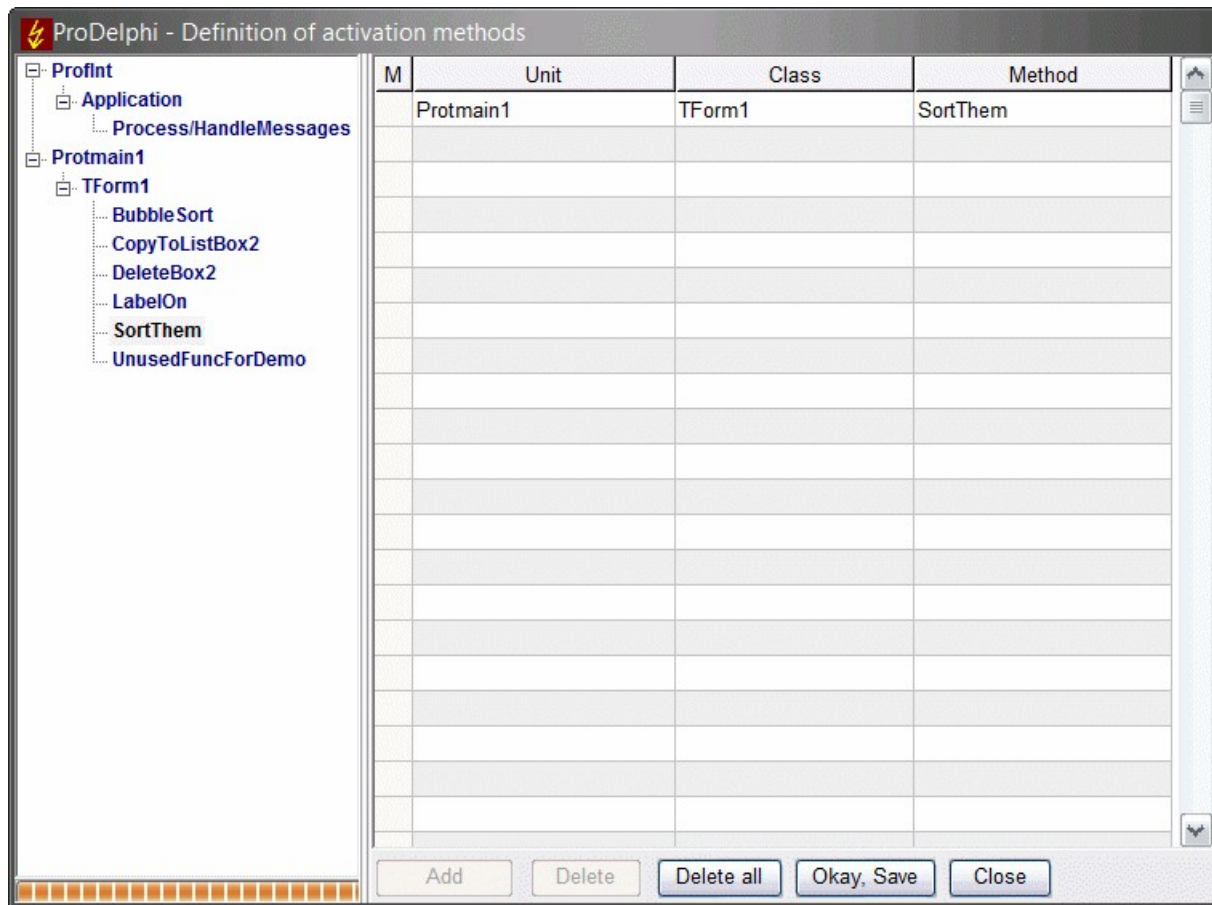 ProDelphi - Definition of activation methods
ProfInt
Application
Process/HandleMessages
Protmain1
TForm1
BubbleSort
CopyToListBox2
DeleteBox2
LabelOn
SortThem
UnusedFuncForDemo
M Unit Class Method
Protmain1 TForm1 SortThem
Add Delete Delete all Okay, Save Close